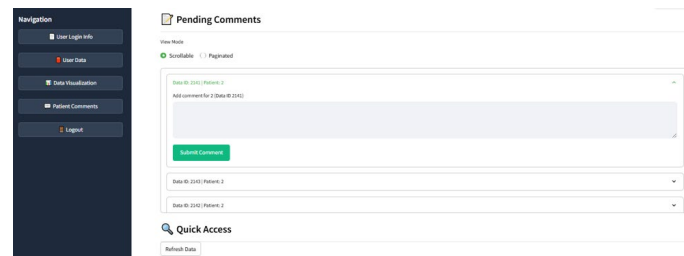 Navigation
User Login Info
User Data
Data Visualization
Patient Comments
Logout
Pending Comments
View Mode
Scrollable
Paginated
Data ID: 2141 | Patient: 2
Add comment for 2 (Data ID 2141)
Submit Comment
Data ID: 2143 | Patient: 2
Data ID: 2142 | Patient: 2
Quick Access
Refresh Data